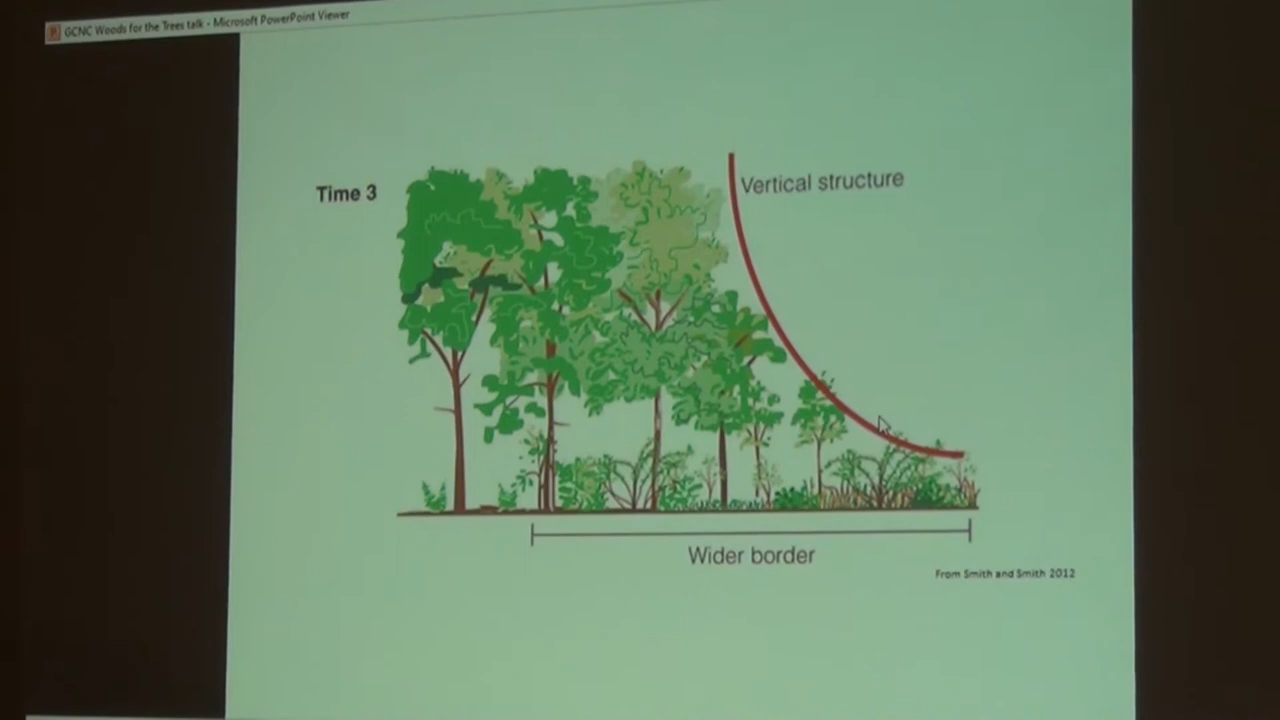 GCNC Woods for the Trees talk - Microsoft PowerPoint Viewer
Time 3
Vertical structure
Wider border
From Smith and Smith 2012